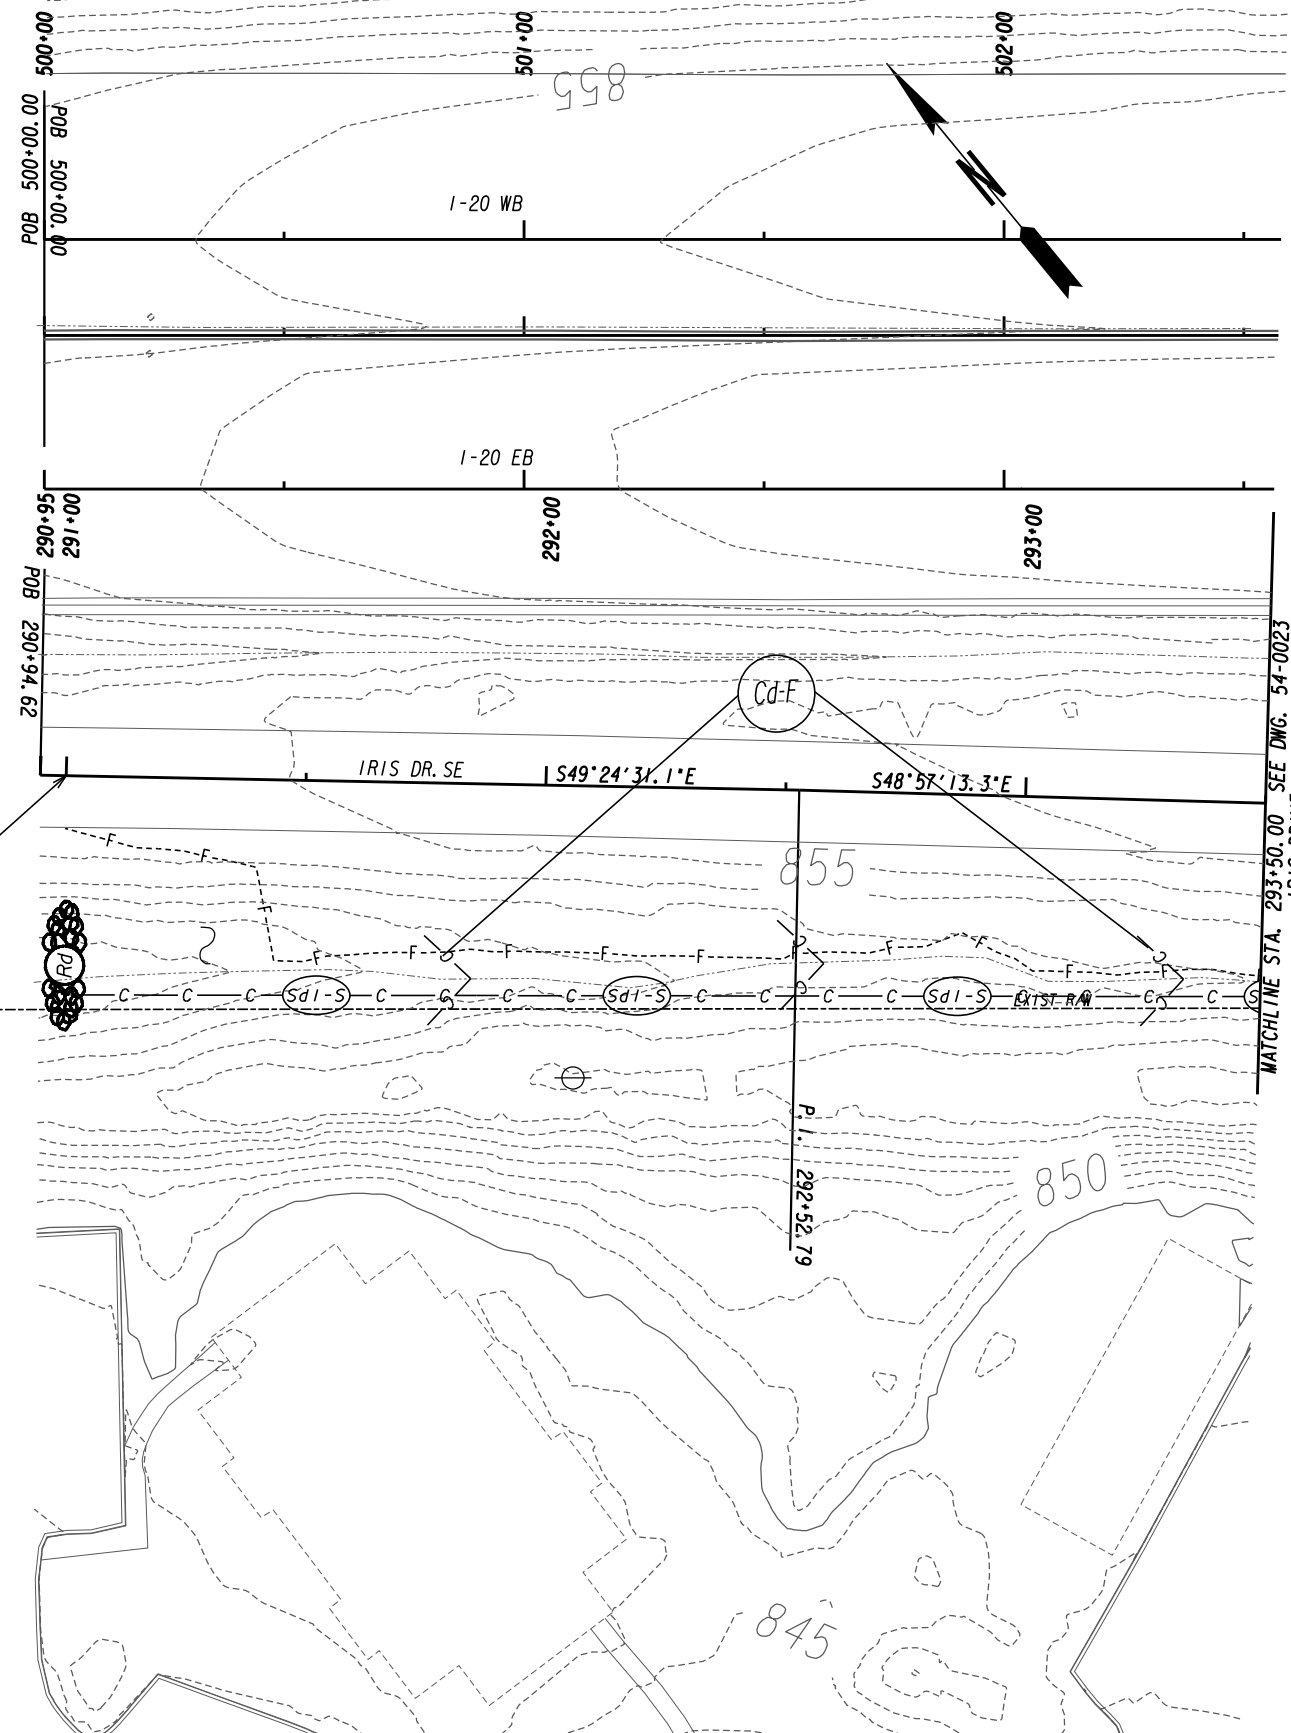 500+00
501+00
502+00
855
POB 500+00.00
POB 500+00.00
N
I-20 WB
I-20 EB
290+95
291+00
292+00
293+00
POB 290+94.62
Cd-F
IRIS DR. SE
S49°24'31.1"E
S48°57'13.3"E
MATCHLINE STA. 293+50.00 SEE DWG. 54-0023
855
F F F F F F F F F F F F F
Rd
C C C Sd1-S C C C C Sd1-S C C C C Sd1-S C C C C S
EXIST R/W
P.I. 292+52.79
850
845